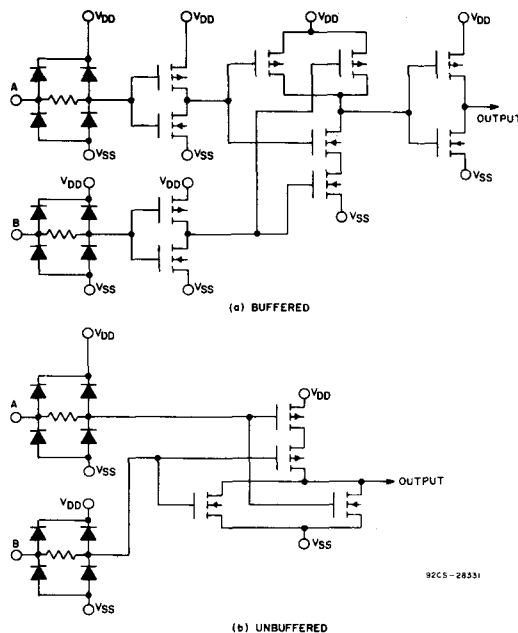 VDD
VDD
VDD
VDD
A
OUTPUT
VSS
VSS
VSS
VDD
VDD
B
VSS
VSS
VSS
(a) BUFFERED
VDD
A
VDD
VSS
OUTPUT
VDD
B
VSS
VSS
92CS-28331
(b) UNBUFFERED